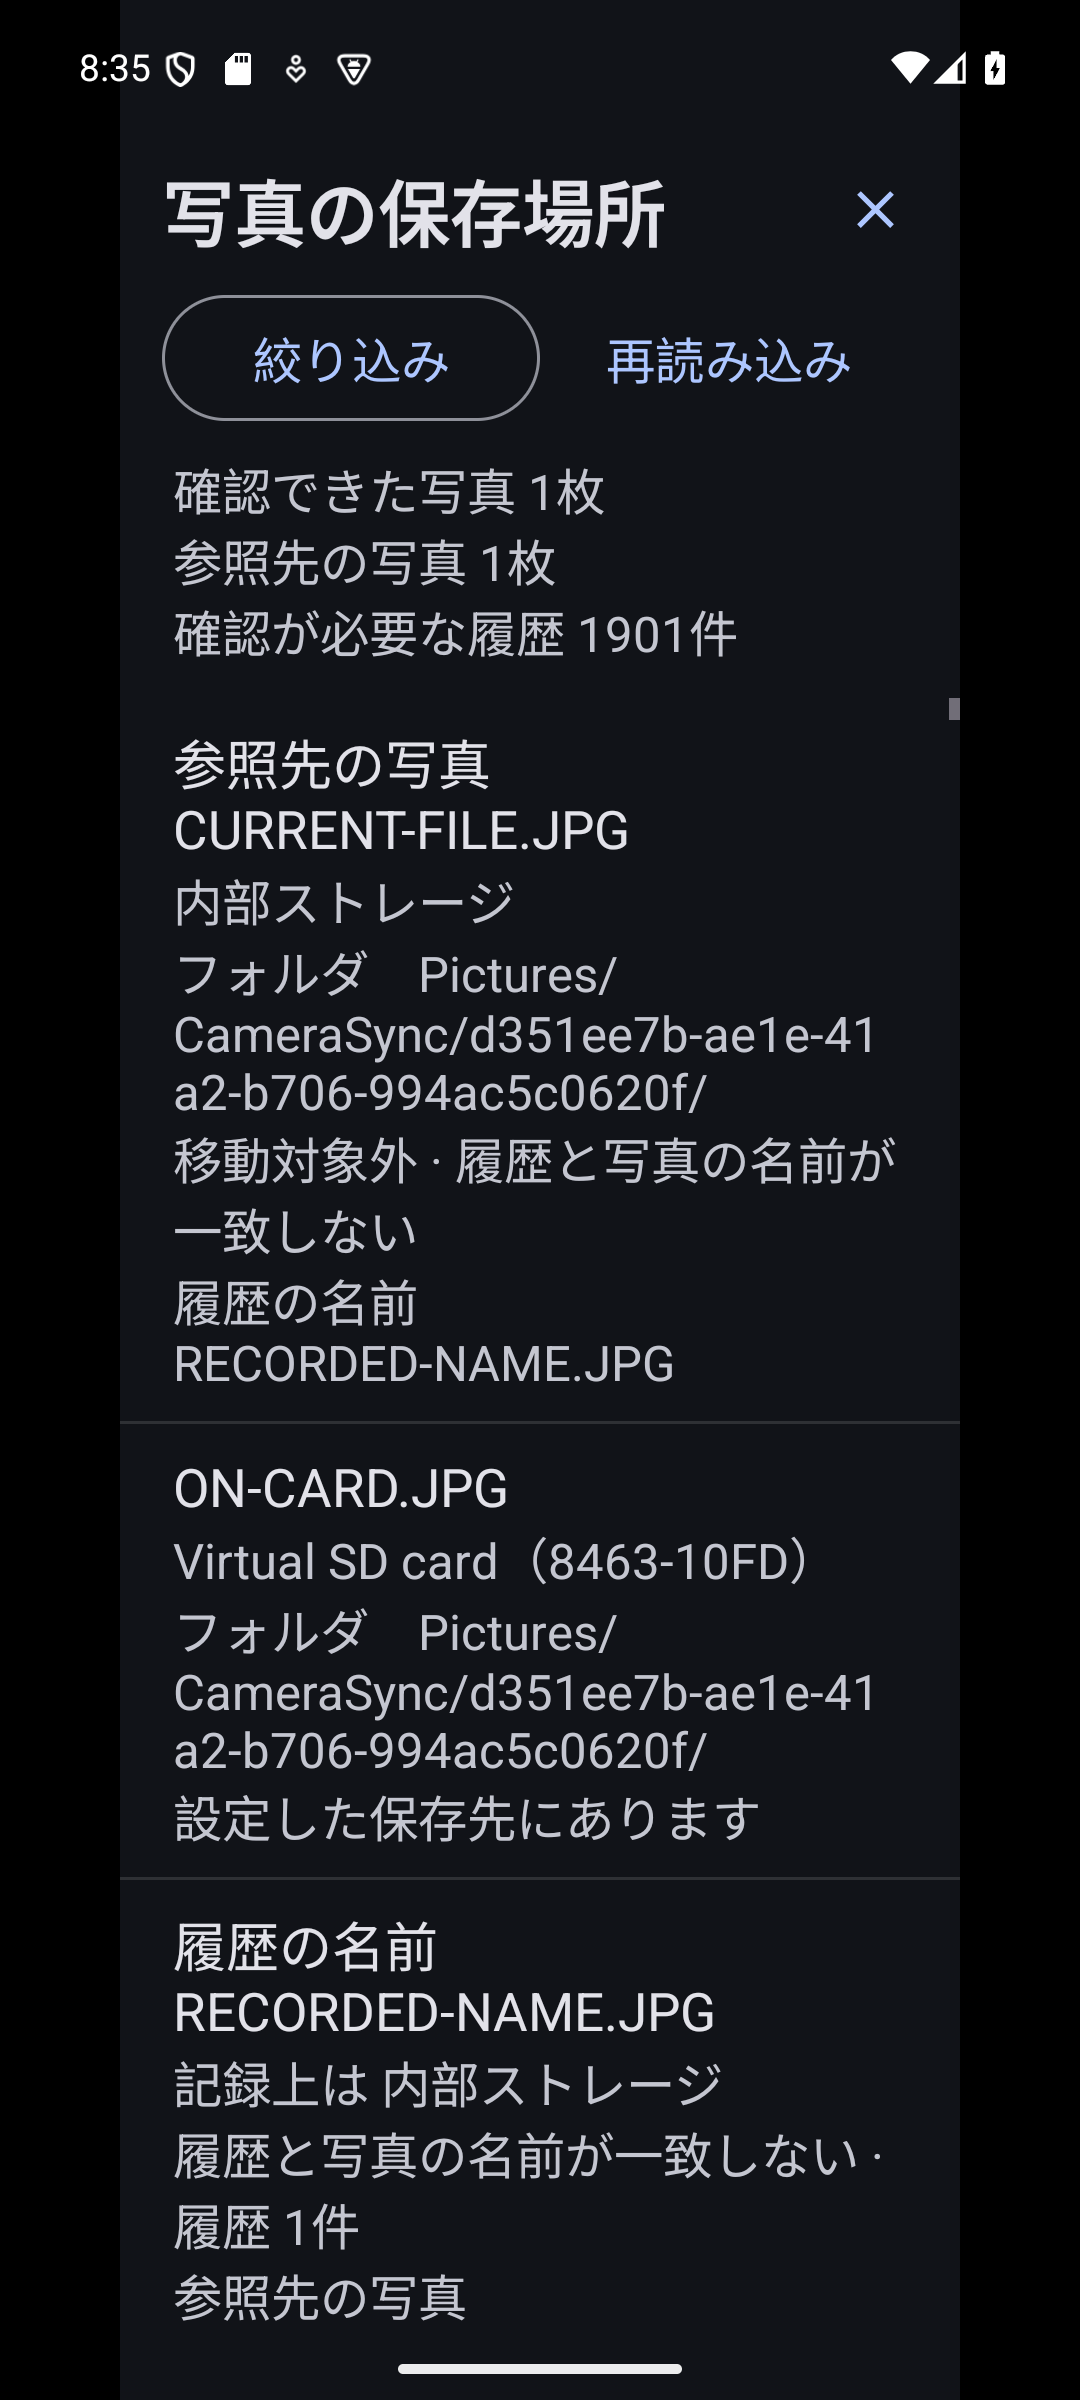 8:35
写真の保存場所
絞り込み
再読み込み
確認できた写真 1枚
参照先の写真 1枚
確認が必要な履歴 1901件
参照先の写真
CURRENT-FILE.JPG
内部ストレージ
フォルダ　Pictures/
CameraSync/d351ee7b-ae1e-41
a2-b706-994ac5c0620f/
移動対象外 · 履歴と写真の名前が
一致しない
履歴の名前
RECORDED-NAME.JPG
ON-CARD.JPG
Virtual SD card（8463-10FD）
フォルダ　Pictures/
CameraSync/d351ee7b-ae1e-41
a2-b706-994ac5c0620f/
設定した保存先にあります
履歴の名前
RECORDED-NAME.JPG
記録上は 内部ストレージ
履歴と写真の名前が一致しない ·
履歴 1件
参照先の写真